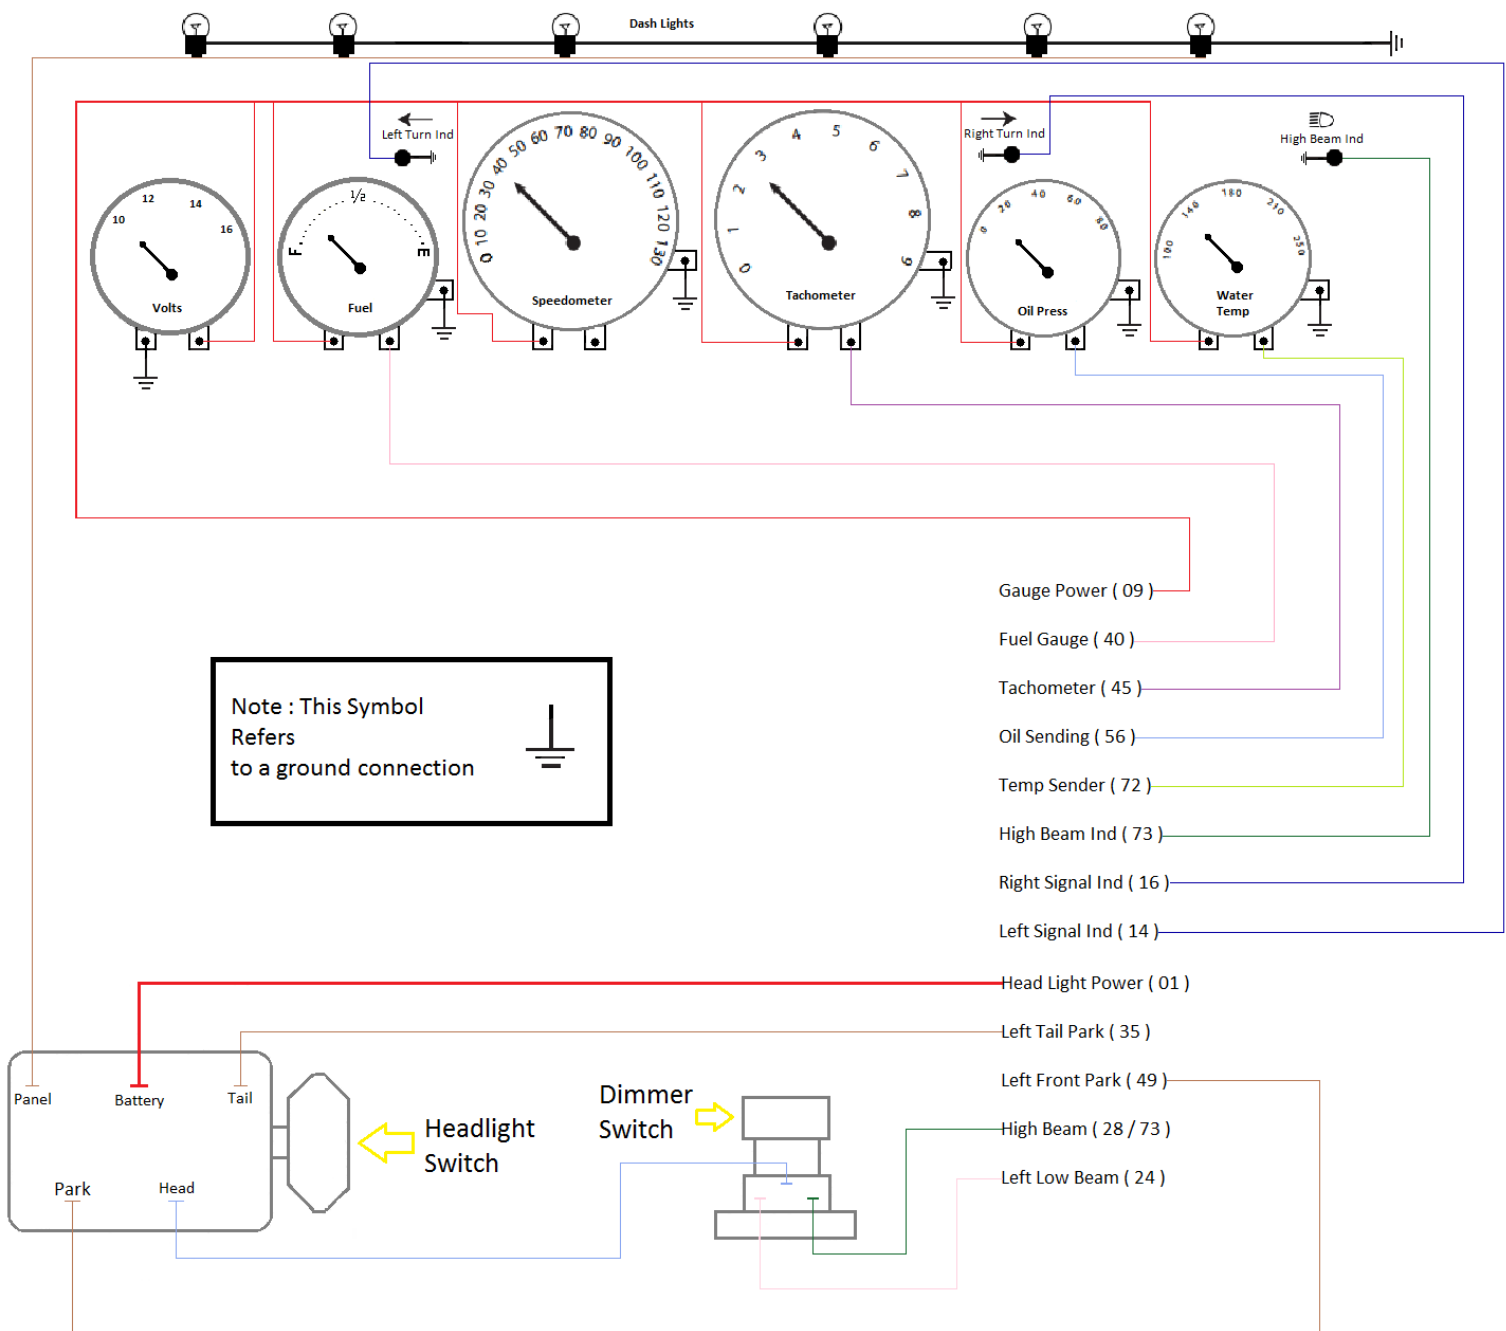 Dash Lights
Left Turn Ind
Right Turn Ind
High Beam Ind
10 12 14 16
Volts
F 1/2 E
Fuel
0 10 20 30 40 50 60 70 80 90 100 110 120 130
Speedometer
0 1 2 3 4 5 6 7 8 9
Tachometer
0 20 40 60 80
Oil Press
100 140 180 210 250
Water
Temp
Gauge Power ( 09 )
Fuel Gauge ( 40 )
Tachometer ( 45 )
Oil Sending ( 56 )
Temp Sender ( 72 )
High Beam Ind ( 73 )
Right Signal Ind ( 16 )
Left Signal Ind ( 14 )
Head Light Power ( 01 )
Left Tail Park ( 35 )
Left Front Park ( 49 )
High Beam ( 28 / 73 )
Left Low Beam ( 24 )
Note : This Symbol
Refers
to a ground connection
Panel
Battery
Tail
Park
Head
Headlight
Switch
Dimmer
Switch